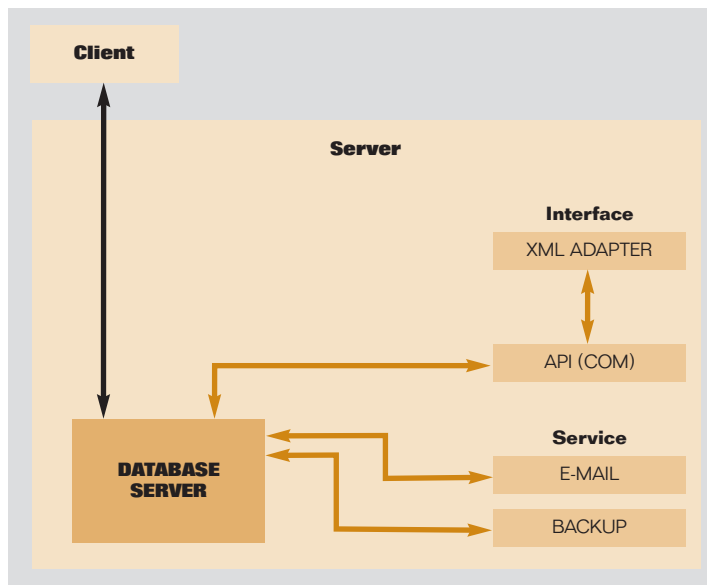 Client
Server
Interface
XML ADAPTER
API (COM)
DATABASE
SERVER
Service
E-MAIL
BACKUP